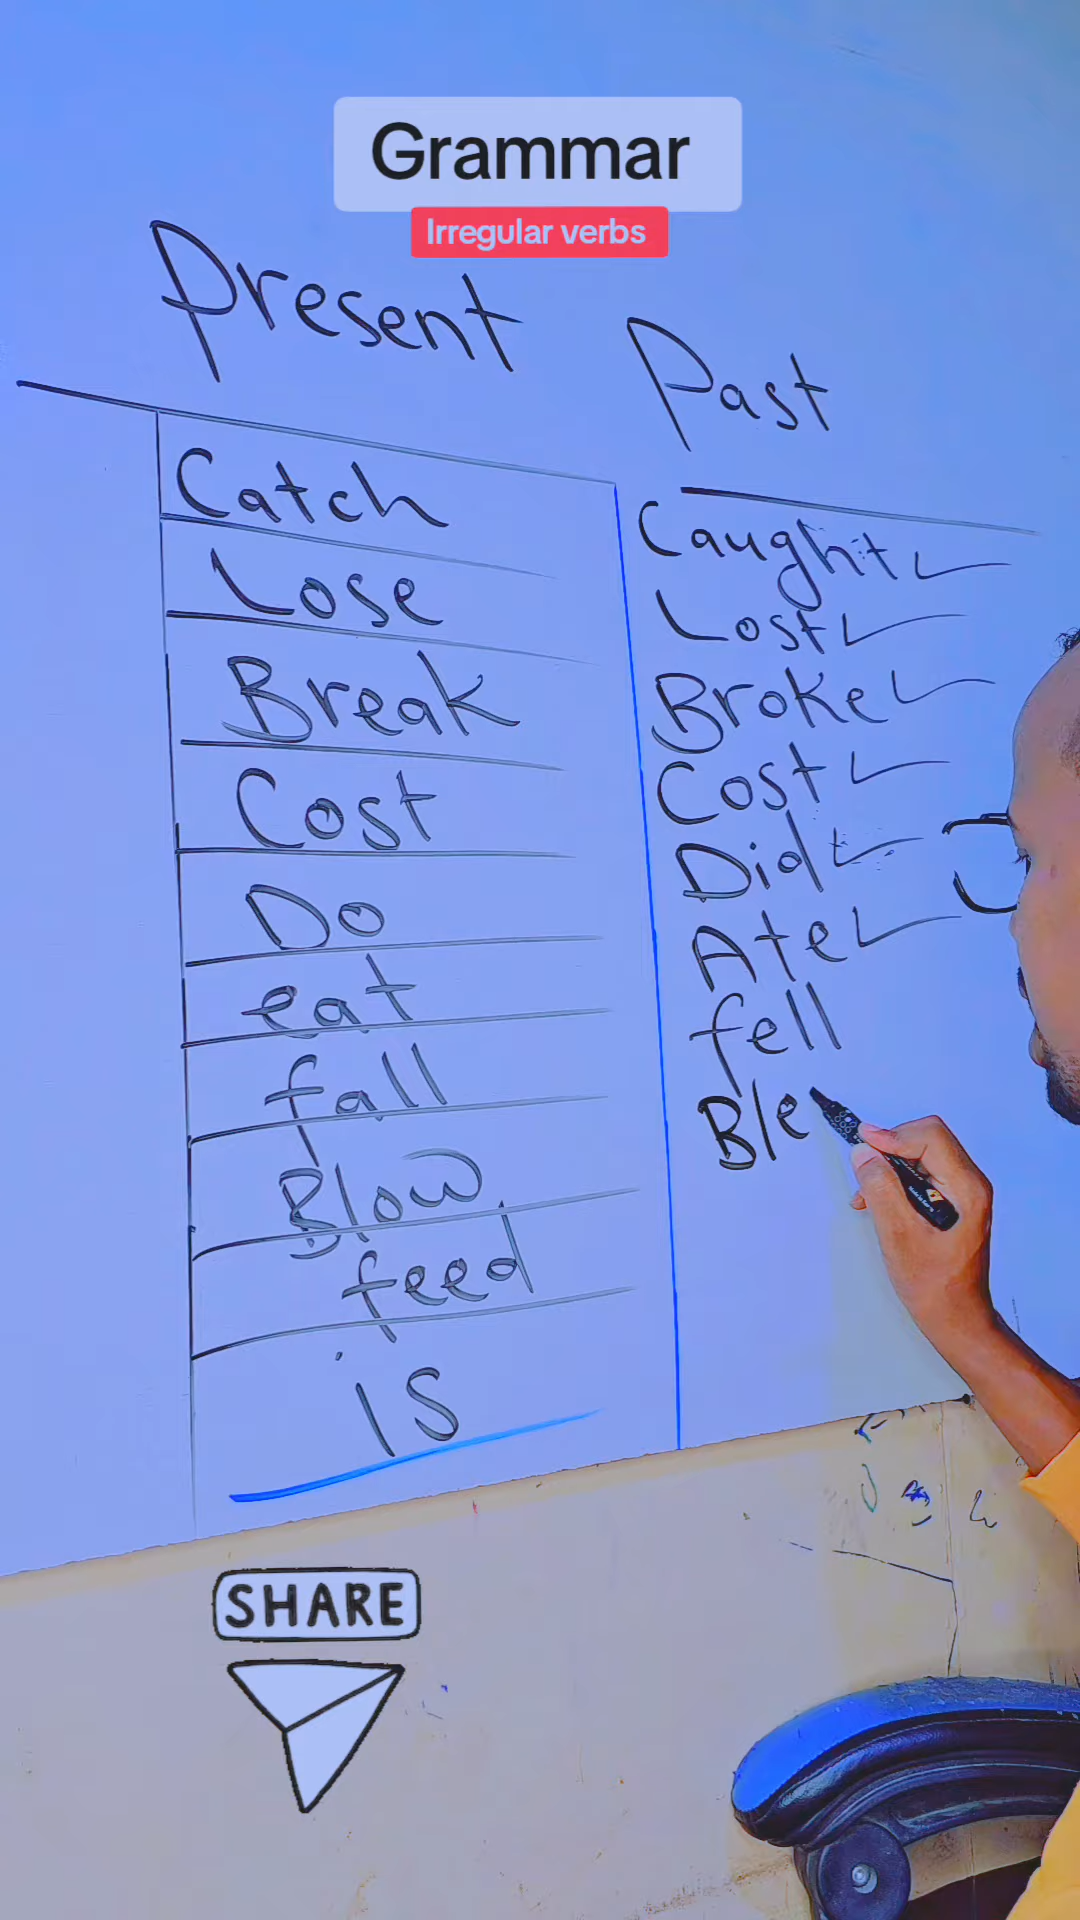 Grammar
Irregular verbs
Present Past
Catch Caught
Lose Lost
Break Broke
Cost Cost
Do Did
eat Ate
fall fell
Blow Ble
feed
is
SHARE